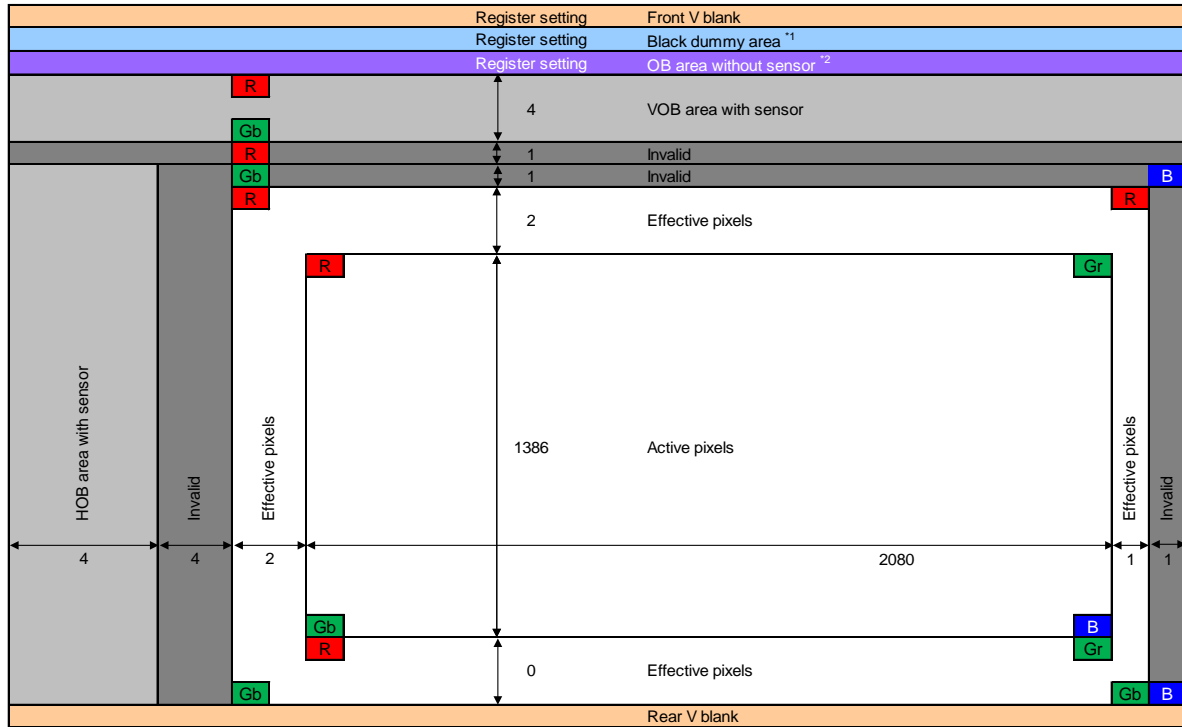 Register setting Front V blank
Register setting Black dummy area *1
Register setting OB area without sensor *2
R
4 VOB area with sensor
Gb
R 1 Invalid
Gb 1 Invalid B
R R
2 Effective pixels
R Gr
HOB area with sensor
Invalid
Effective pixels
1386 Active pixels
Effective pixels
Invalid
4 4 2 2080 1 1
Gb B
R Gr
0 Effective pixels
Gb Gb B
Rear V blank